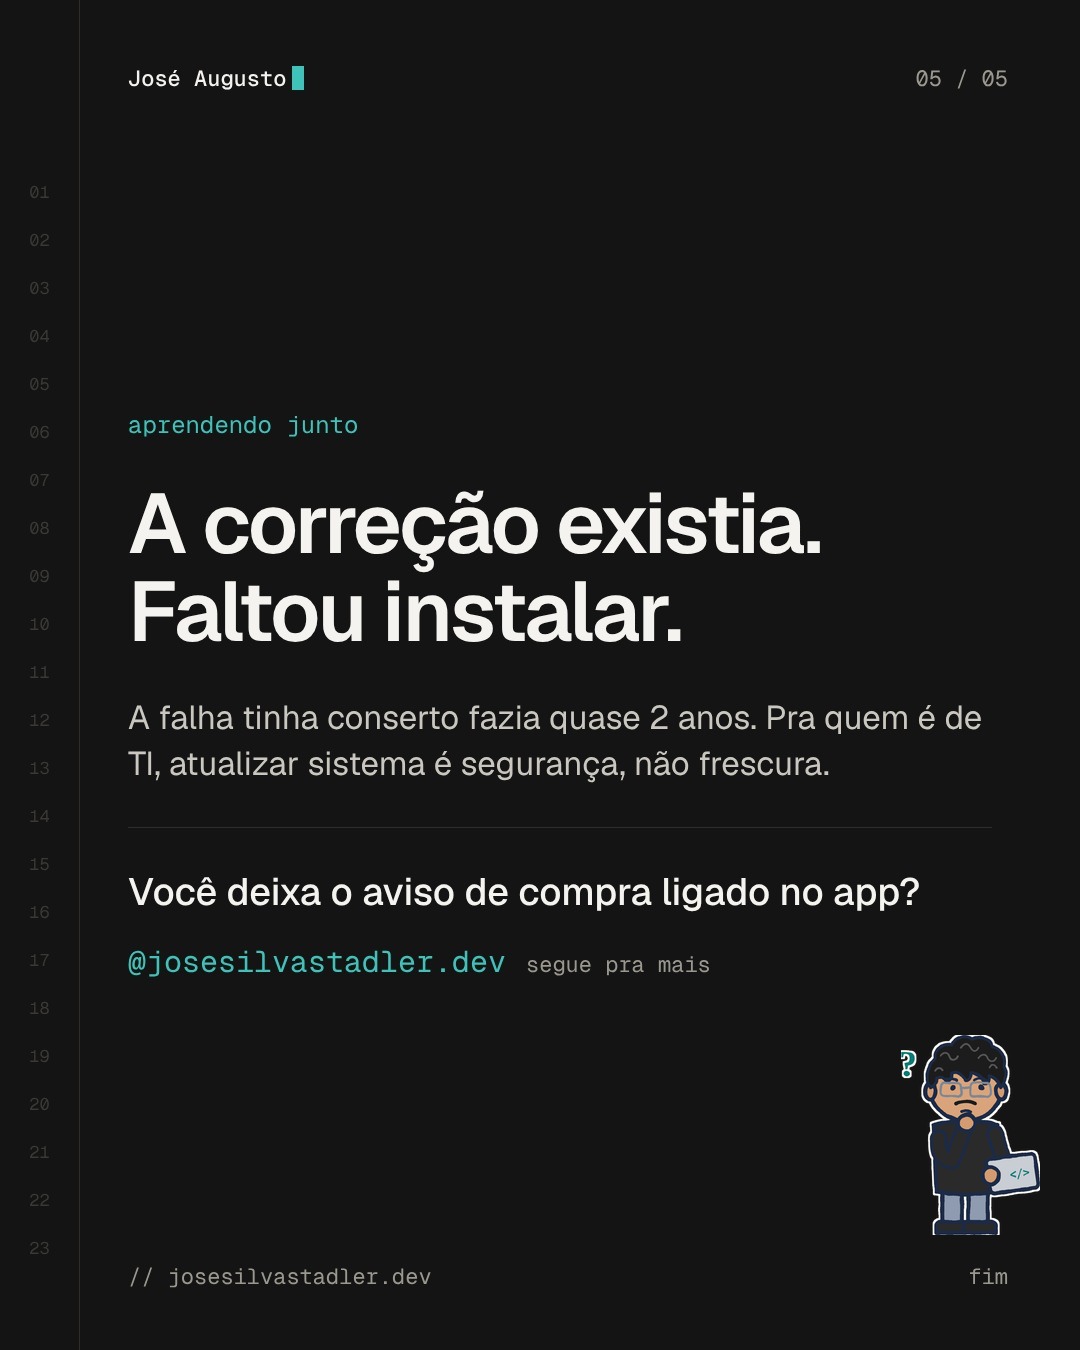 José Augusto
05 / 05
01
02
03
04
05
06
07
08
09
10
11
12
13
14
15
16
17
18
19
20
21
22
23
aprendendo junto
A correção existia.
Faltou instalar.
A falha tinha conserto fazia quase 2 anos. Pra quem é de
TI, atualizar sistema é segurança, não frescura.
Você deixa o aviso de compra ligado no app?
@josesilvastadler.dev segue pra mais
?
</>
// josesilvastadler.dev
fim